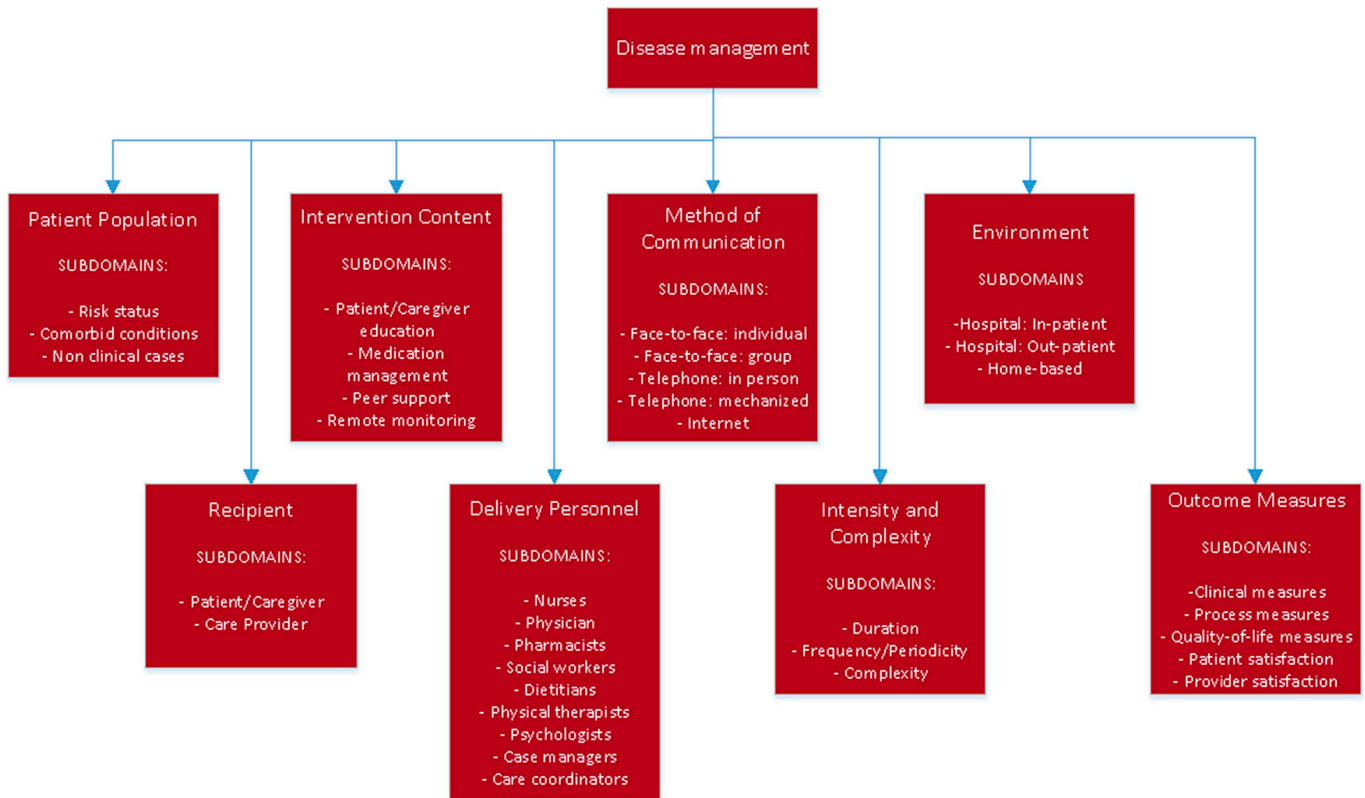 Disease management
Patient Population
SUBDOMAINS:
- Risk status
- Comorbid conditions
- Non clinical cases
Intervention Content
SUBDOMAINS:
- Patient/Caregiver
education
- Medication
management
- Peer support
- Remote monitoring
Method of
Communication
SUBDOMAINS:
- Face-to-face: individual
- Face-to-face: group
- Telephone: in person
- Telephone: mechanized
- Internet
Environment
SUBDOMAINS
-Hospital: In-patient
- Hospital: Out-patient
- Home-based
Recipient
SUBDOMAINS:
- Patient/Caregiver
- Care Provider
Delivery Personnel
SUBDOMAINS:
- Nurses
- Physician
- Pharmacists
- Social workers
- Dietitians
- Physical therapists
- Psychologists
- Case managers
- Care coordinators
Intensity and
Complexity
SUBDOMAINS:
- Duration
- Frequency/Periodicity
- Complexity
Outcome Measures
SUBDOMAINS:
-Clinical measures
- Process measures
- Quality-of-life measures
- Patient satisfaction
- Provider satisfaction